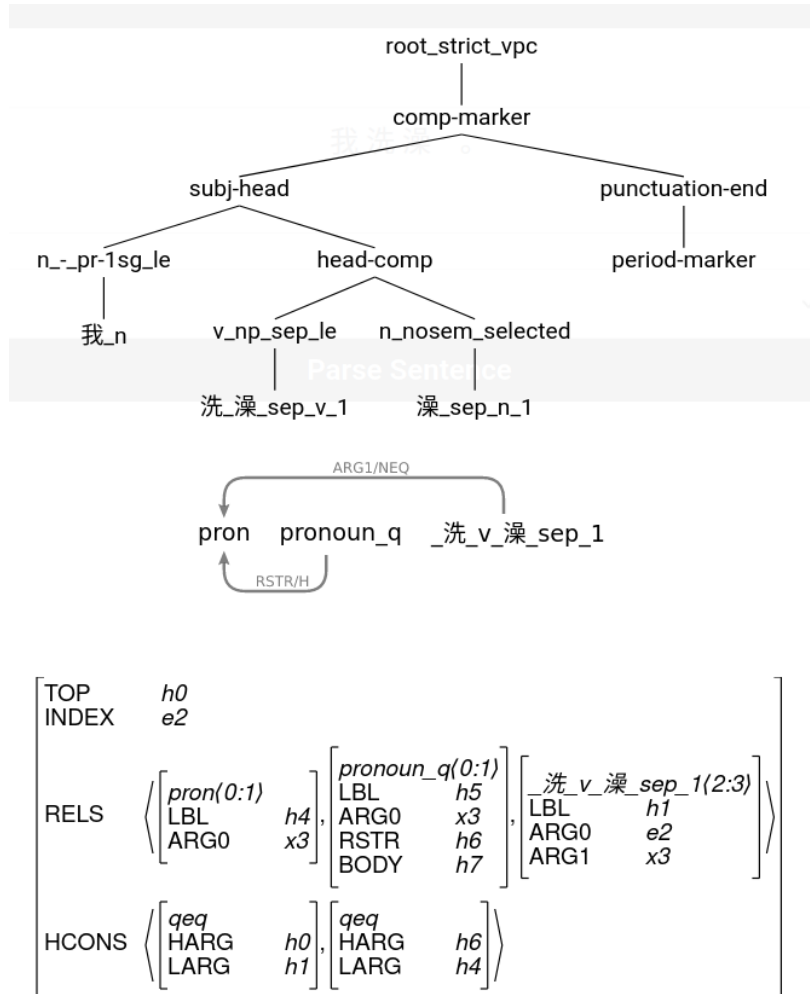 root_strict_vpc
comp-marker
我 洗 澡 。
subj-head punctuation-end
n_-_pr-1sg_le head-comp period-marker
我_n v_np_sep_le n_nosem_selected
Parse Sentence
洗_澡_sep_v_1 澡_sep_n_1
ARG1/NEQ
pron pronoun_q _洗_v_澡_sep_1
RSTR/H
TOP h0
INDEX e2
RELS
pron⟨0:1⟩
LBL h4
ARG0 x3
,
pronoun_q⟨0:1⟩
LBL h5
ARG0 x3
RSTR h6
BODY h7
,
_洗_v_澡_sep_1⟨2:3⟩
LBL h1
ARG0 e2
ARG1 x3
HCONS
qeq
HARG h0
LARG h1
,
qeq
HARG h6
LARG h4